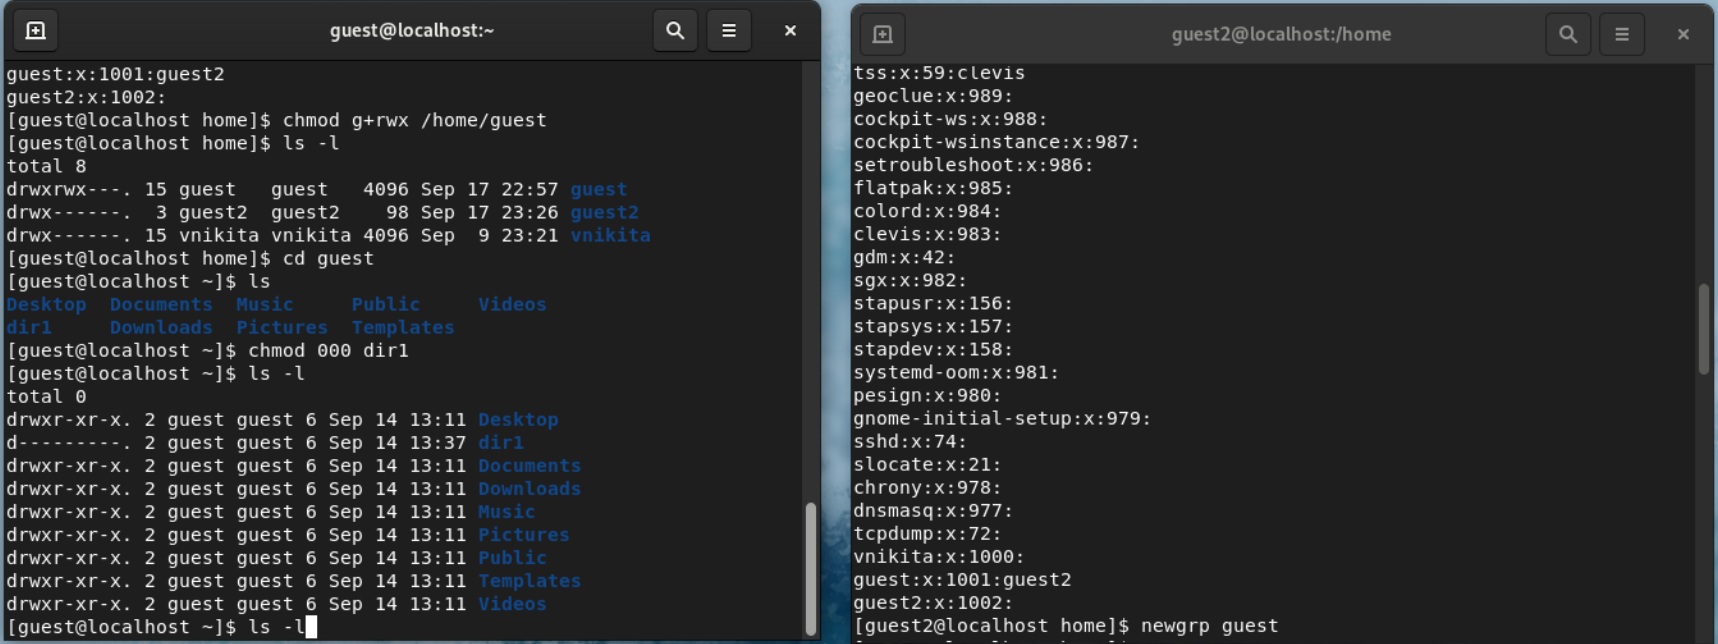 guest@localhost:~
guest:x:1001:guest2
guest2:x:1002:
[guest@localhost home]$ chmod g+rwx /home/guest
[guest@localhost home]$ ls -l
total 8
drwxrwx---. 15 guest   guest   4096 Sep 17 22:57 guest
drwx------.  3 guest2  guest2    98 Sep 17 23:26 guest2
drwx------. 15 vnikita vnikita 4096 Sep  9 23:21 vnikita
[guest@localhost home]$ cd guest
[guest@localhost ~]$ ls
Desktop  Documents  Music     Public     Videos
dir1     Downloads  Pictures  Templates
[guest@localhost ~]$ chmod 000 dir1
[guest@localhost ~]$ ls -l
total 0
drwxr-xr-x. 2 guest guest 6 Sep 14 13:11 Desktop
d---------. 2 guest guest 6 Sep 14 13:37 dir1
drwxr-xr-x. 2 guest guest 6 Sep 14 13:11 Documents
drwxr-xr-x. 2 guest guest 6 Sep 14 13:11 Downloads
drwxr-xr-x. 2 guest guest 6 Sep 14 13:11 Music
drwxr-xr-x. 2 guest guest 6 Sep 14 13:11 Pictures
drwxr-xr-x. 2 guest guest 6 Sep 14 13:11 Public
drwxr-xr-x. 2 guest guest 6 Sep 14 13:11 Templates
drwxr-xr-x. 2 guest guest 6 Sep 14 13:11 Videos
[guest@localhost ~]$ ls -l
guest2@localhost:/home
tss:x:59:clevis
geoclue:x:989:
cockpit-ws:x:988:
cockpit-wsinstance:x:987:
setroubleshoot:x:986:
flatpak:x:985:
colord:x:984:
clevis:x:983:
gdm:x:42:
sgx:x:982:
stapusr:x:156:
stapsys:x:157:
stapdev:x:158:
systemd-oom:x:981:
pesign:x:980:
gnome-initial-setup:x:979:
sshd:x:74:
slocate:x:21:
chrony:x:978:
dnsmasq:x:977:
tcpdump:x:72:
vnikita:x:1000:
guest:x:1001:guest2
guest2:x:1002:
[guest2@localhost home]$ newgrp guest